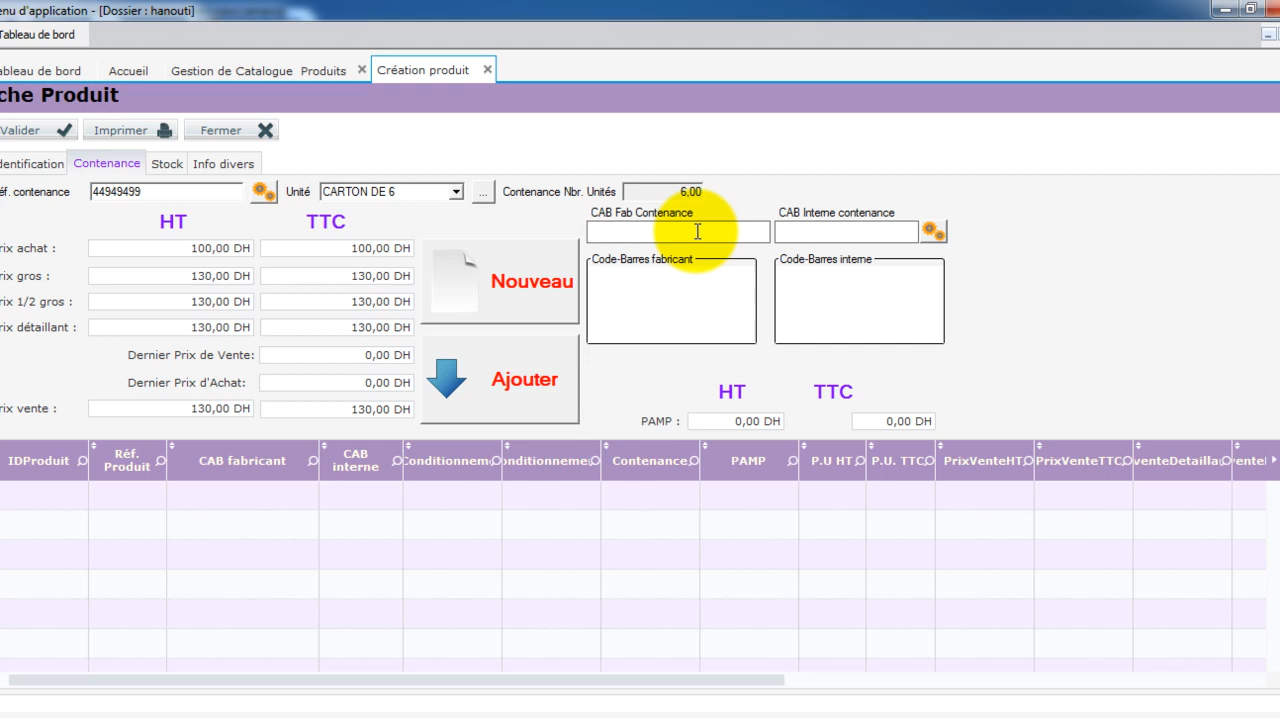 enu d'application - [Dossier : hanouti]
Tableau de bord
ableau de bord Accueil Gestion de Catalogue Produits Création produit
che Produit
Valider Imprimer Fermer
dentification Contenance Stock Info divers
éf. contenance 44949499 Unité CARTON DE 6 ... Contenance Nbr. Unités 6,00
HT TTC
CAB Fab Contenance CAB Interne contenance
rix achat : 100,00 DH 100,00 DH
Code-Barres fabricant Code-Barres interne
rix gros : 130,00 DH 130,00 DH
Nouveau
rix 1/2 gros : 130,00 DH 130,00 DH
rix détaillant : 130,00 DH 130,00 DH
Dernier Prix de Vente: 0,00 DH
Dernier Prix d'Achat: 0,00 DH
Ajouter
HT TTC
rix vente : 130,00 DH 130,00 DH
PAMP : 0,00 DH 0,00 DH
IDProduit Réf. Produit CAB fabricant CAB interne Conditionneme onditionneme Contenance PAMP P.U HT P.U. TTC PrixVenteHT PrixVenteTTC venteDetailla ventel